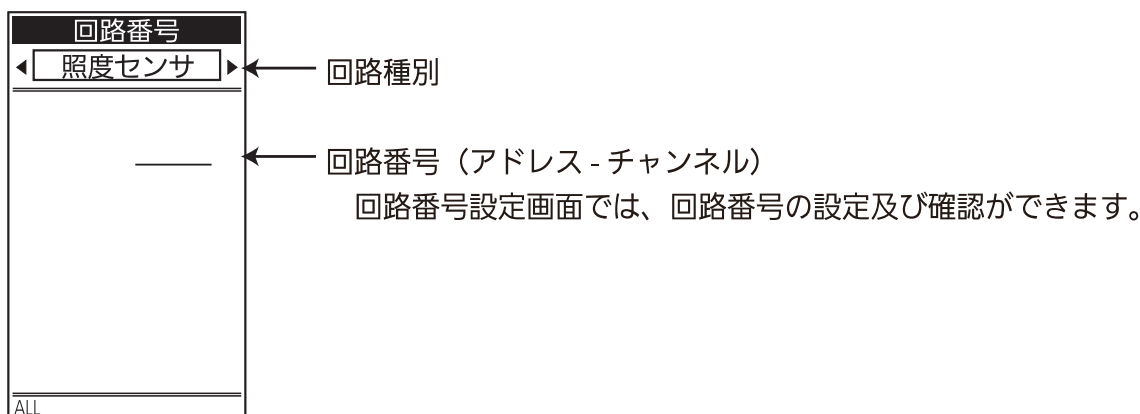 回路番号
照度センサ
回路種別
回路番号（アドレス - チャンネル）
回路番号設定画面では、回路番号の設定及び確認ができます。
ALL